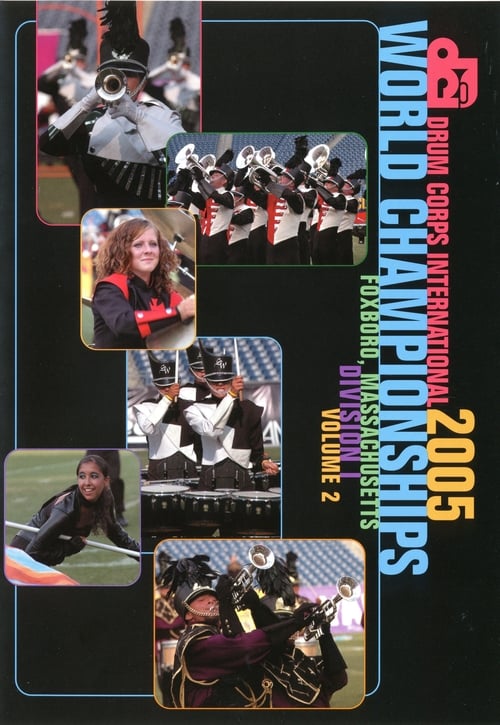 dci
DRUM CORPS INTERNATIONAL
2005
WORLD CHAMPIONSHIPS
FOXBORO, MASSACHUSETTS
DIVISION I
VOLUME 2